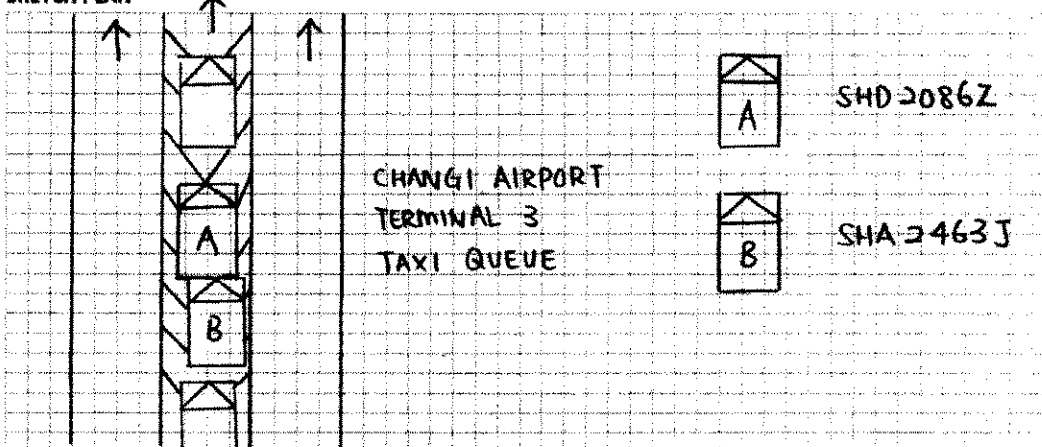 A
SHD 2086Z
CHANGI AIRPORT
TERMINAL 3
TAXI QUEUE
A
B
SHA 2463J
B